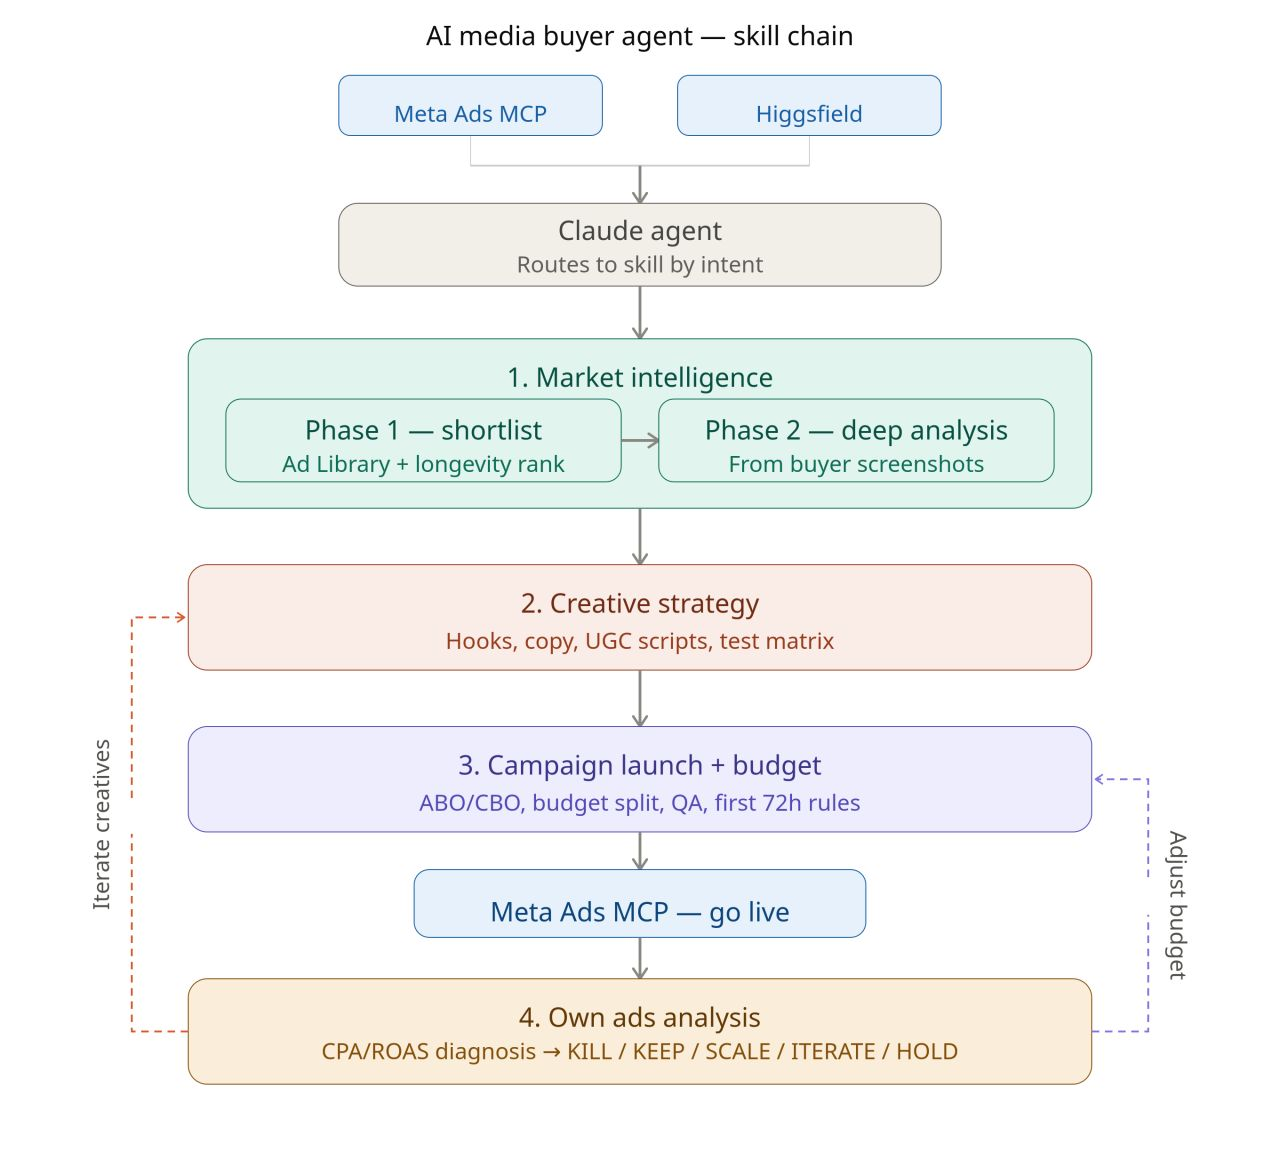 AI media buyer agent — skill chain
Meta Ads MCP
Higgsfield
Claude agent
Routes to skill by intent
1. Market intelligence
Phase 1 — shortlist
Ad Library + longevity rank
Phase 2 — deep analysis
From buyer screenshots
2. Creative strategy
Hooks, copy, UGC scripts, test matrix
Iterate creatives
3. Campaign launch + budget
ABO/CBO, budget split, QA, first 72h rules
Adjust budget
Meta Ads MCP — go live
4. Own ads analysis
CPA/ROAS diagnosis → KILL / KEEP / SCALE / ITERATE / HOLD